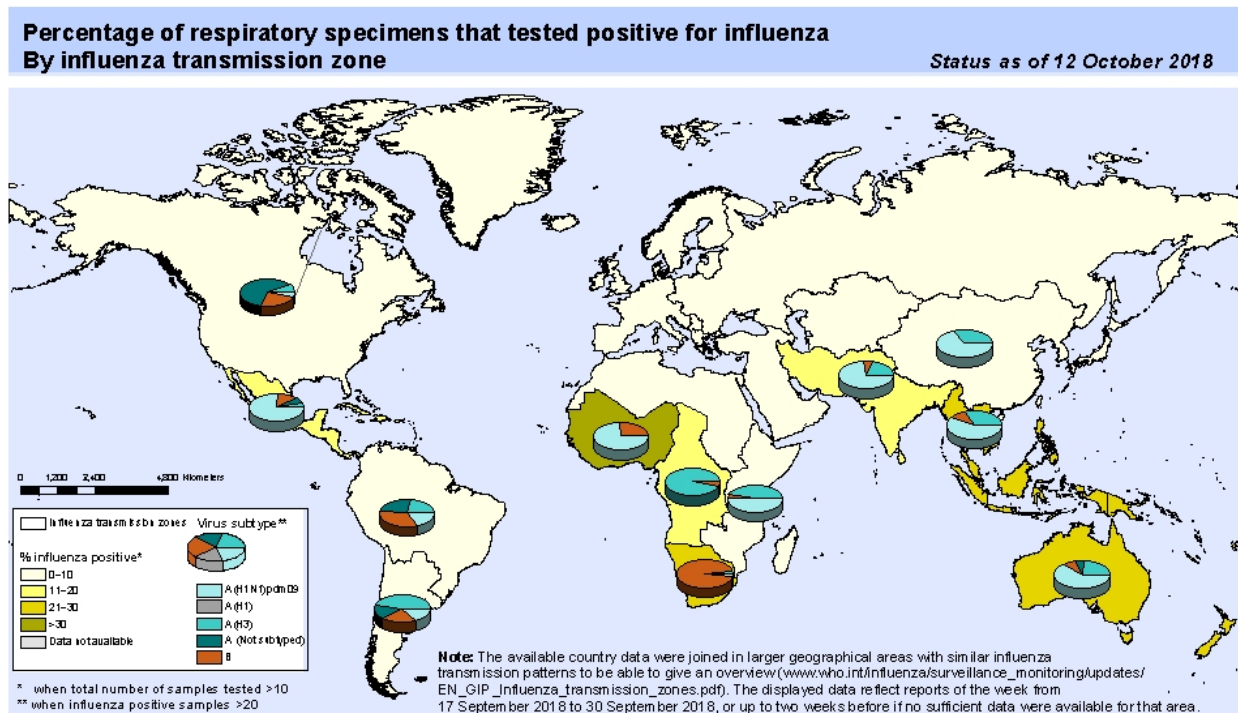 Percentage of respiratory specimens that tested positive for influenza
By influenza transmission zone
Status as of 12 October 2018
0 1,200 2,400 4,800 Kilometers
Influenza transmission zones
Virus subtype**
% influenza positive*
0–10
11–20
21–30
>30
Data not available
A(H1N1)pdm09
A(H1)
A(H3)
A (Not subtyped)
B
* when total number of samples tested >10
** when influenza positive samples >20
Note: The available country data were joined in larger geographical areas with similar influenza
transmission patterns to be able to give an overview (www.who.int/influenza/surveillance_monitoring/updates/
EN_GIP_Influenza_transmission_zones.pdf). The displayed data reflect reports of the week from
17 September 2018 to 30 September 2018, or up to two weeks before if no sufficient data were available for that area.